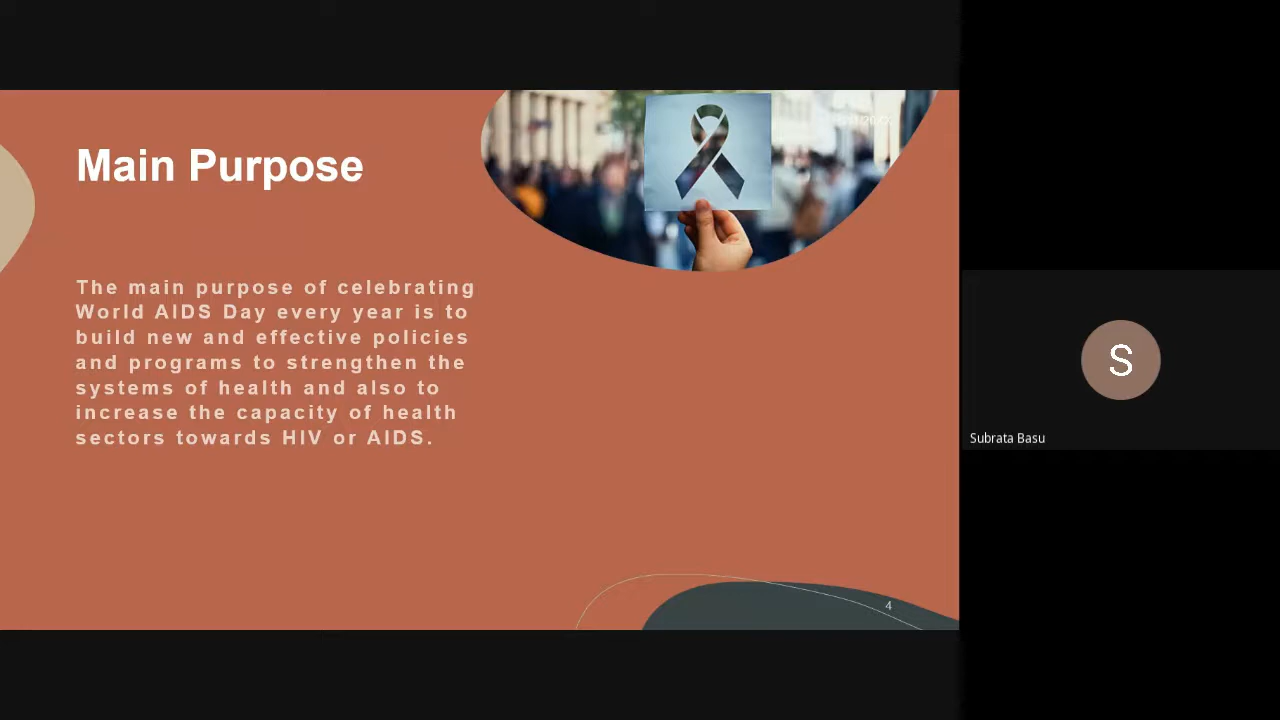 Main Purpose
The main purpose of celebrating
World AIDS Day every year is to
build new and effective policies
and programs to strengthen the
systems of health and also to
increase the capacity of health
sectors towards HIV or AIDS.
4
S
Subrata Basu